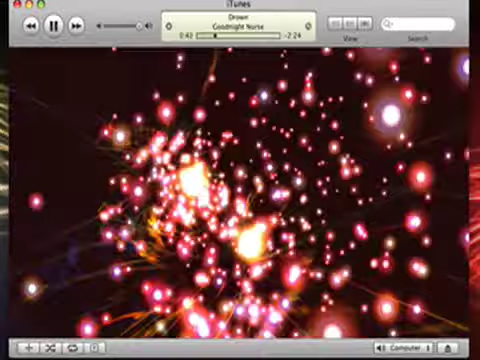 iTunes
Drown
Goodnight Nurse
0:43 -2:24
View
Search
Computer